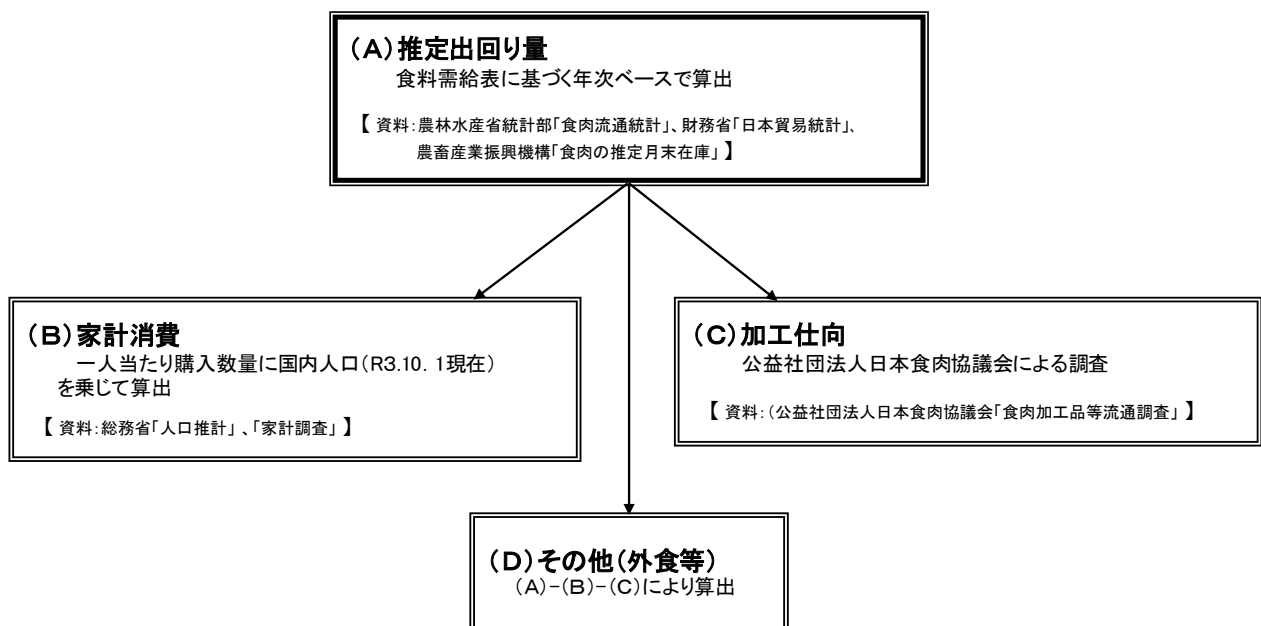 (A)推定出回り量
食料需給表に基づく年次ベースで算出
【 資料:農林水産省統計部「食肉流通統計」、財務省「日本貿易統計」、
農畜産業振興機構「食肉の推定月末在庫」 】
(B)家計消費
一人当たり購入数量に国内人口(R3.10. 1現在)
を乗じて算出
【 資料:総務省「人口推計」、「家計調査」 】
(C)加工仕向
公益社団法人日本食肉協議会による調査
【 資料:(公益社団法人日本食肉協議会「食肉加工品等流通調査」 】
(D)その他(外食等)
(A)-(B)-(C)により算出